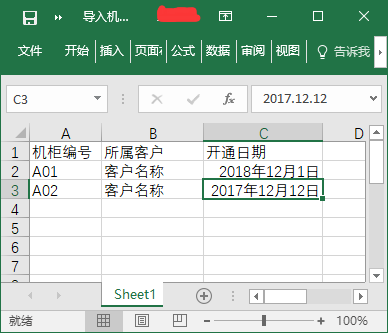 导入机...
文件 开始 插入 页面 公式 数据 审阅 视图 告诉我
C3 fx 2017.12.12
A B C D
1 机柜编号 所属客户 开通日期
2 A01 客户名称 2018年12月1日
3 A02 客户名称 2017年12月12日
4
5
6
7
Sheet1
就绪 100%